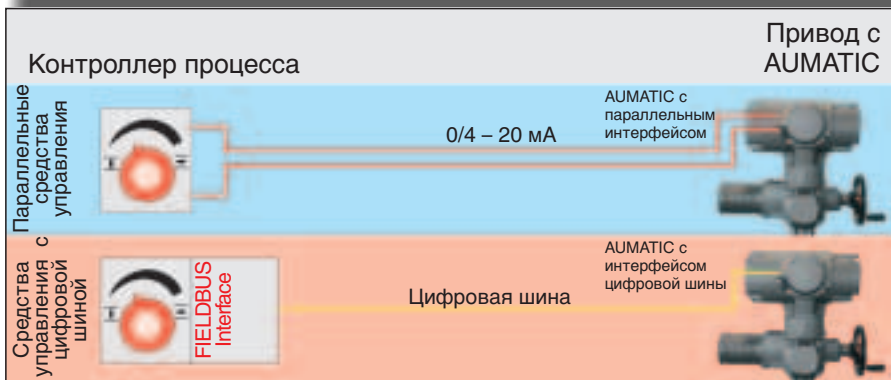 Контроллер процесса
Привод с
AUMATIC
Параллельные
средства
управления
0/4 – 20 мА
AUMATIC с
параллельным
интерфейсом
Средства
управления с
цифровой
шиной
FIELDBUS
Interface
Цифровая шина
AUMATIC с
интерфейсом
цифровой шины